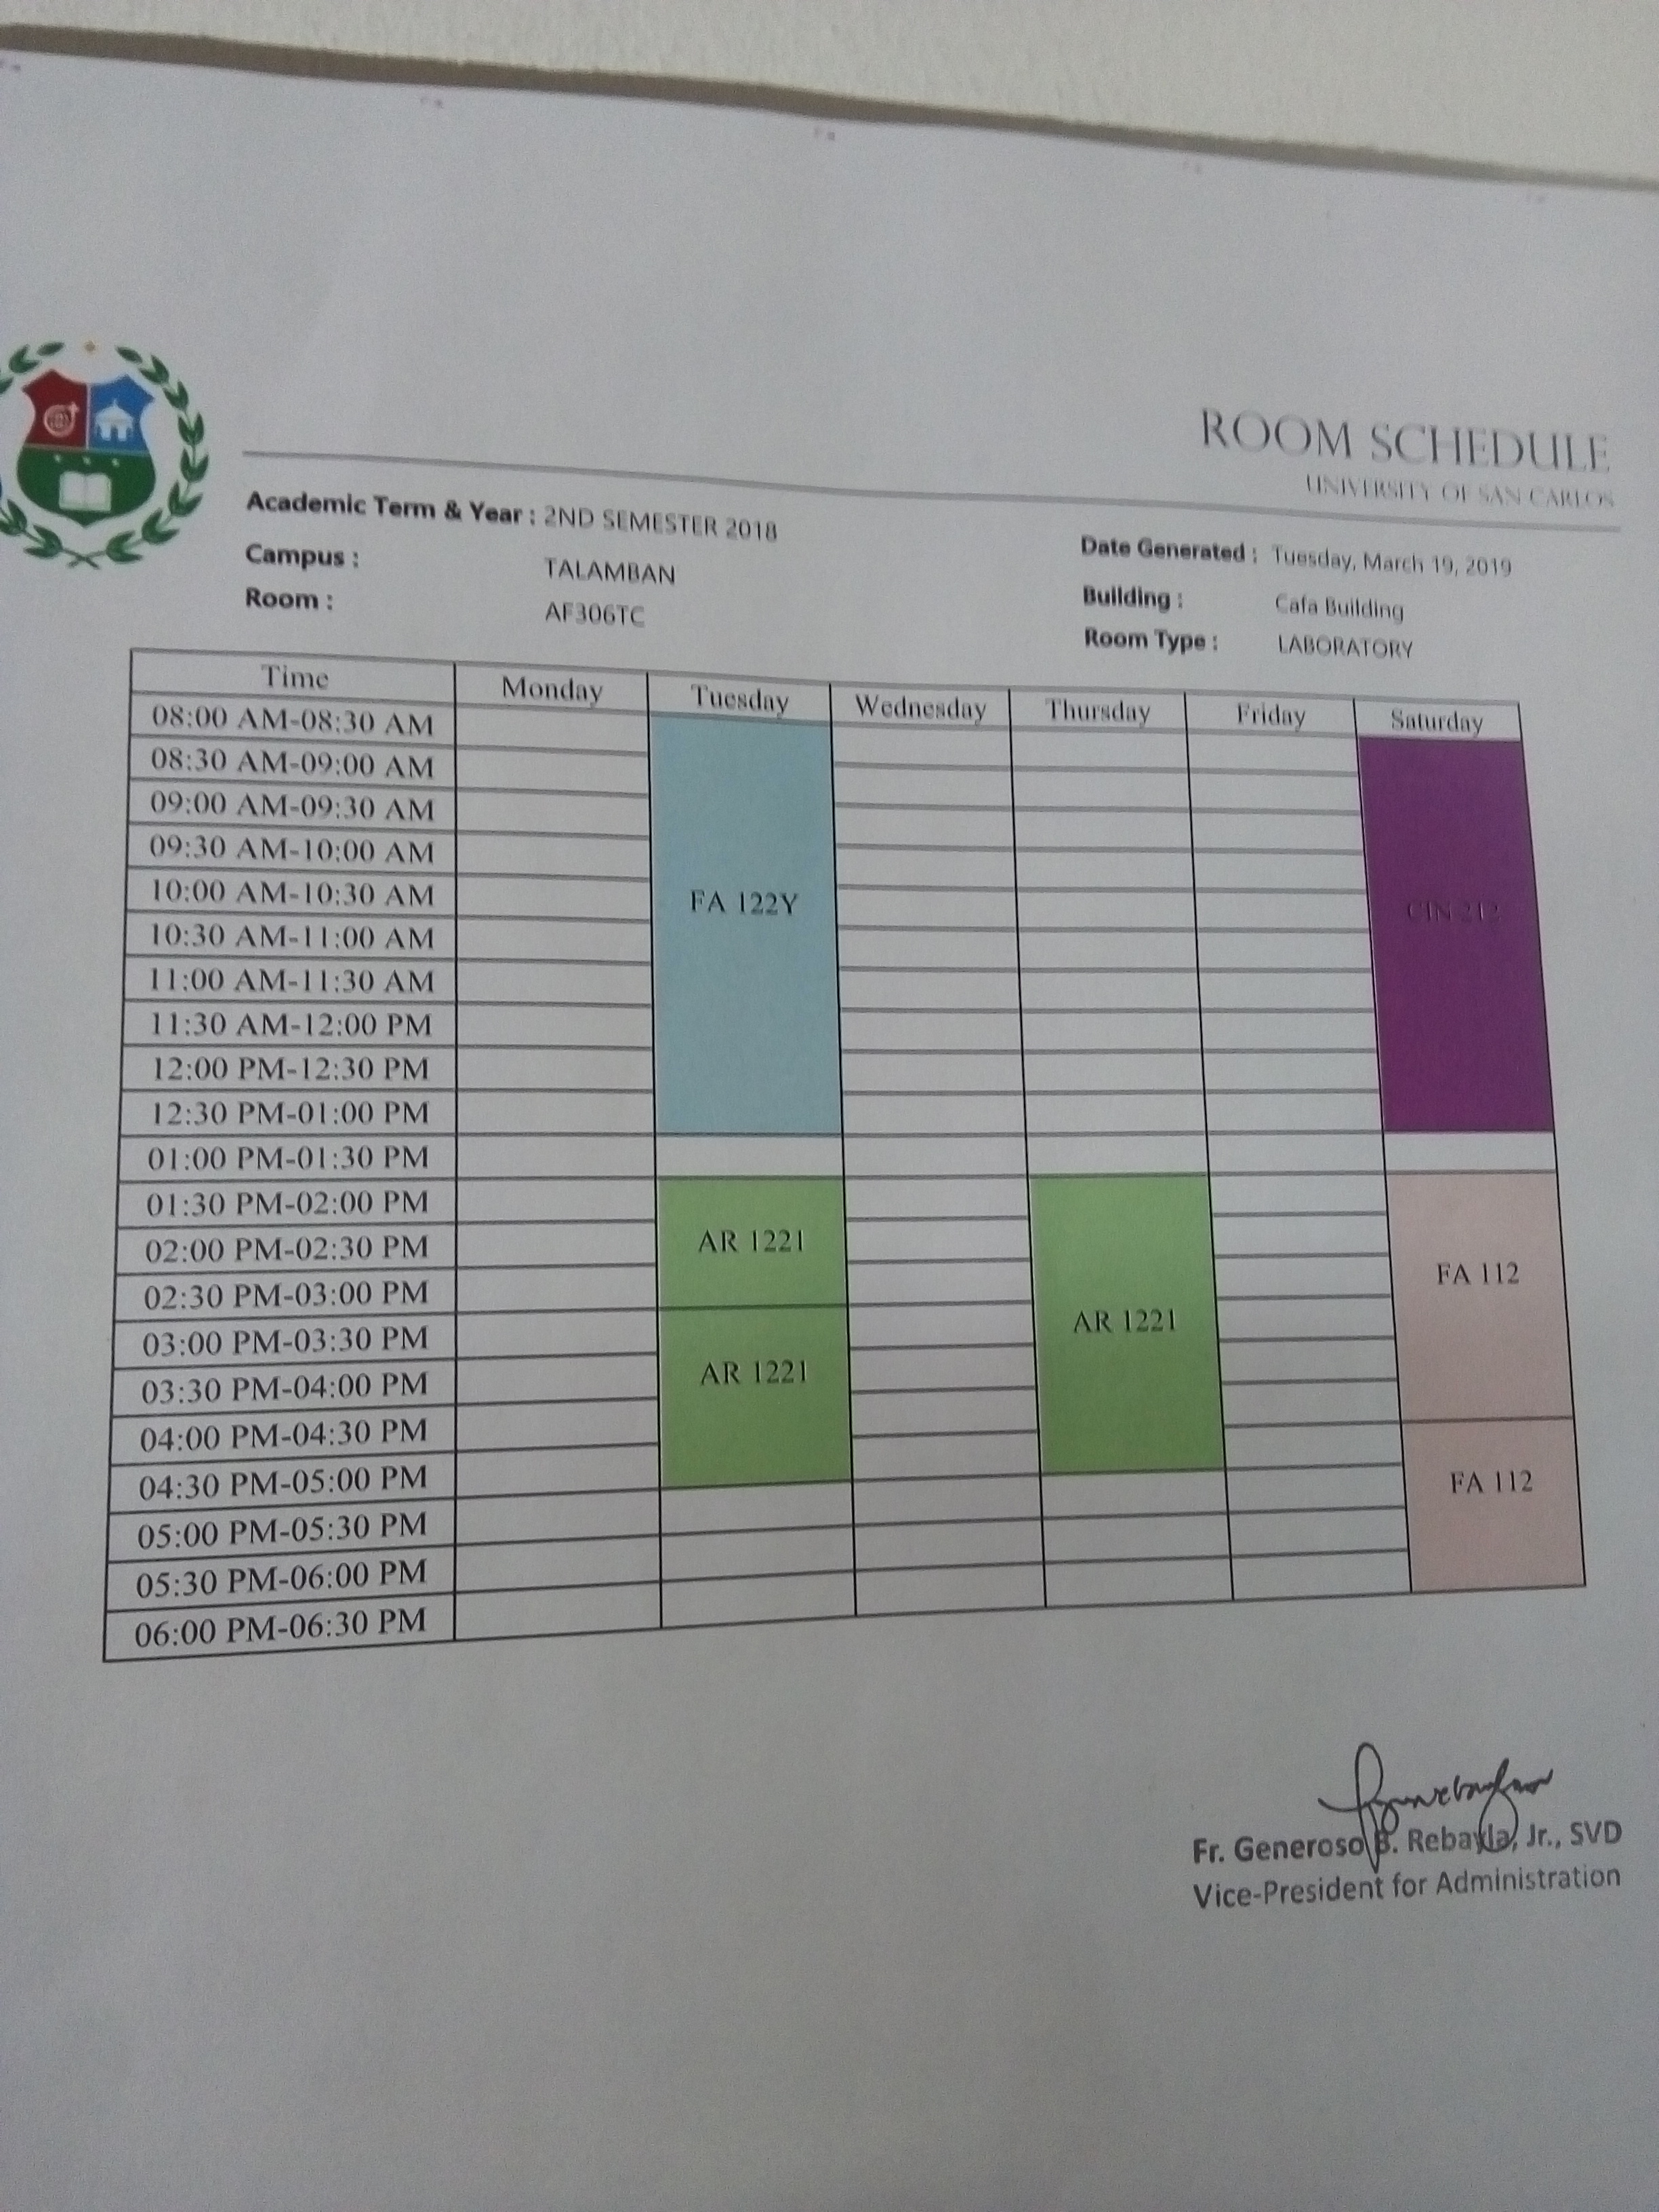 ROOM SCHEDULE
UNIVERSITY OF SAN CARLOS
Academic Term & Year : 2ND SEMESTER 2018
Campus : TALAMBAN
Room : AF306TC
Date Generated : Tuesday, March 19, 2019
Building : Cafa Building
Room Type : LABORATORY
Time Monday Tuesday Wednesday Thursday Friday Saturday
08:00 AM-08:30 AM
08:30 AM-09:00 AM
09:00 AM-09:30 AM
09:30 AM-10:00 AM
10:00 AM-10:30 AM FA 122Y CIN 212
10:30 AM-11:00 AM
11:00 AM-11:30 AM
11:30 AM-12:00 PM
12:00 PM-12:30 PM
12:30 PM-01:00 PM
01:00 PM-01:30 PM
01:30 PM-02:00 PM
02:00 PM-02:30 PM AR 1221 FA 112
02:30 PM-03:00 PM
03:00 PM-03:30 PM AR 1221
03:30 PM-04:00 PM AR 1221
04:00 PM-04:30 PM
04:30 PM-05:00 PM FA 112
05:00 PM-05:30 PM
05:30 PM-06:00 PM
06:00 PM-06:30 PM
Fr. Generoso B. Rebayla, Jr., SVD
Vice-President for Administration